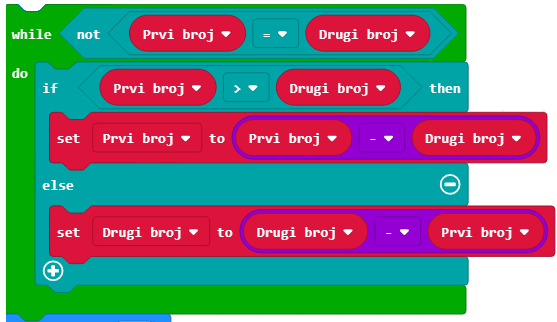 while not Prvi broj = Drugi broj
do
if Prvi broj > Drugi broj then
set Prvi broj to Prvi broj - Drugi broj
else
set Drugi broj to Drugi broj - Prvi broj